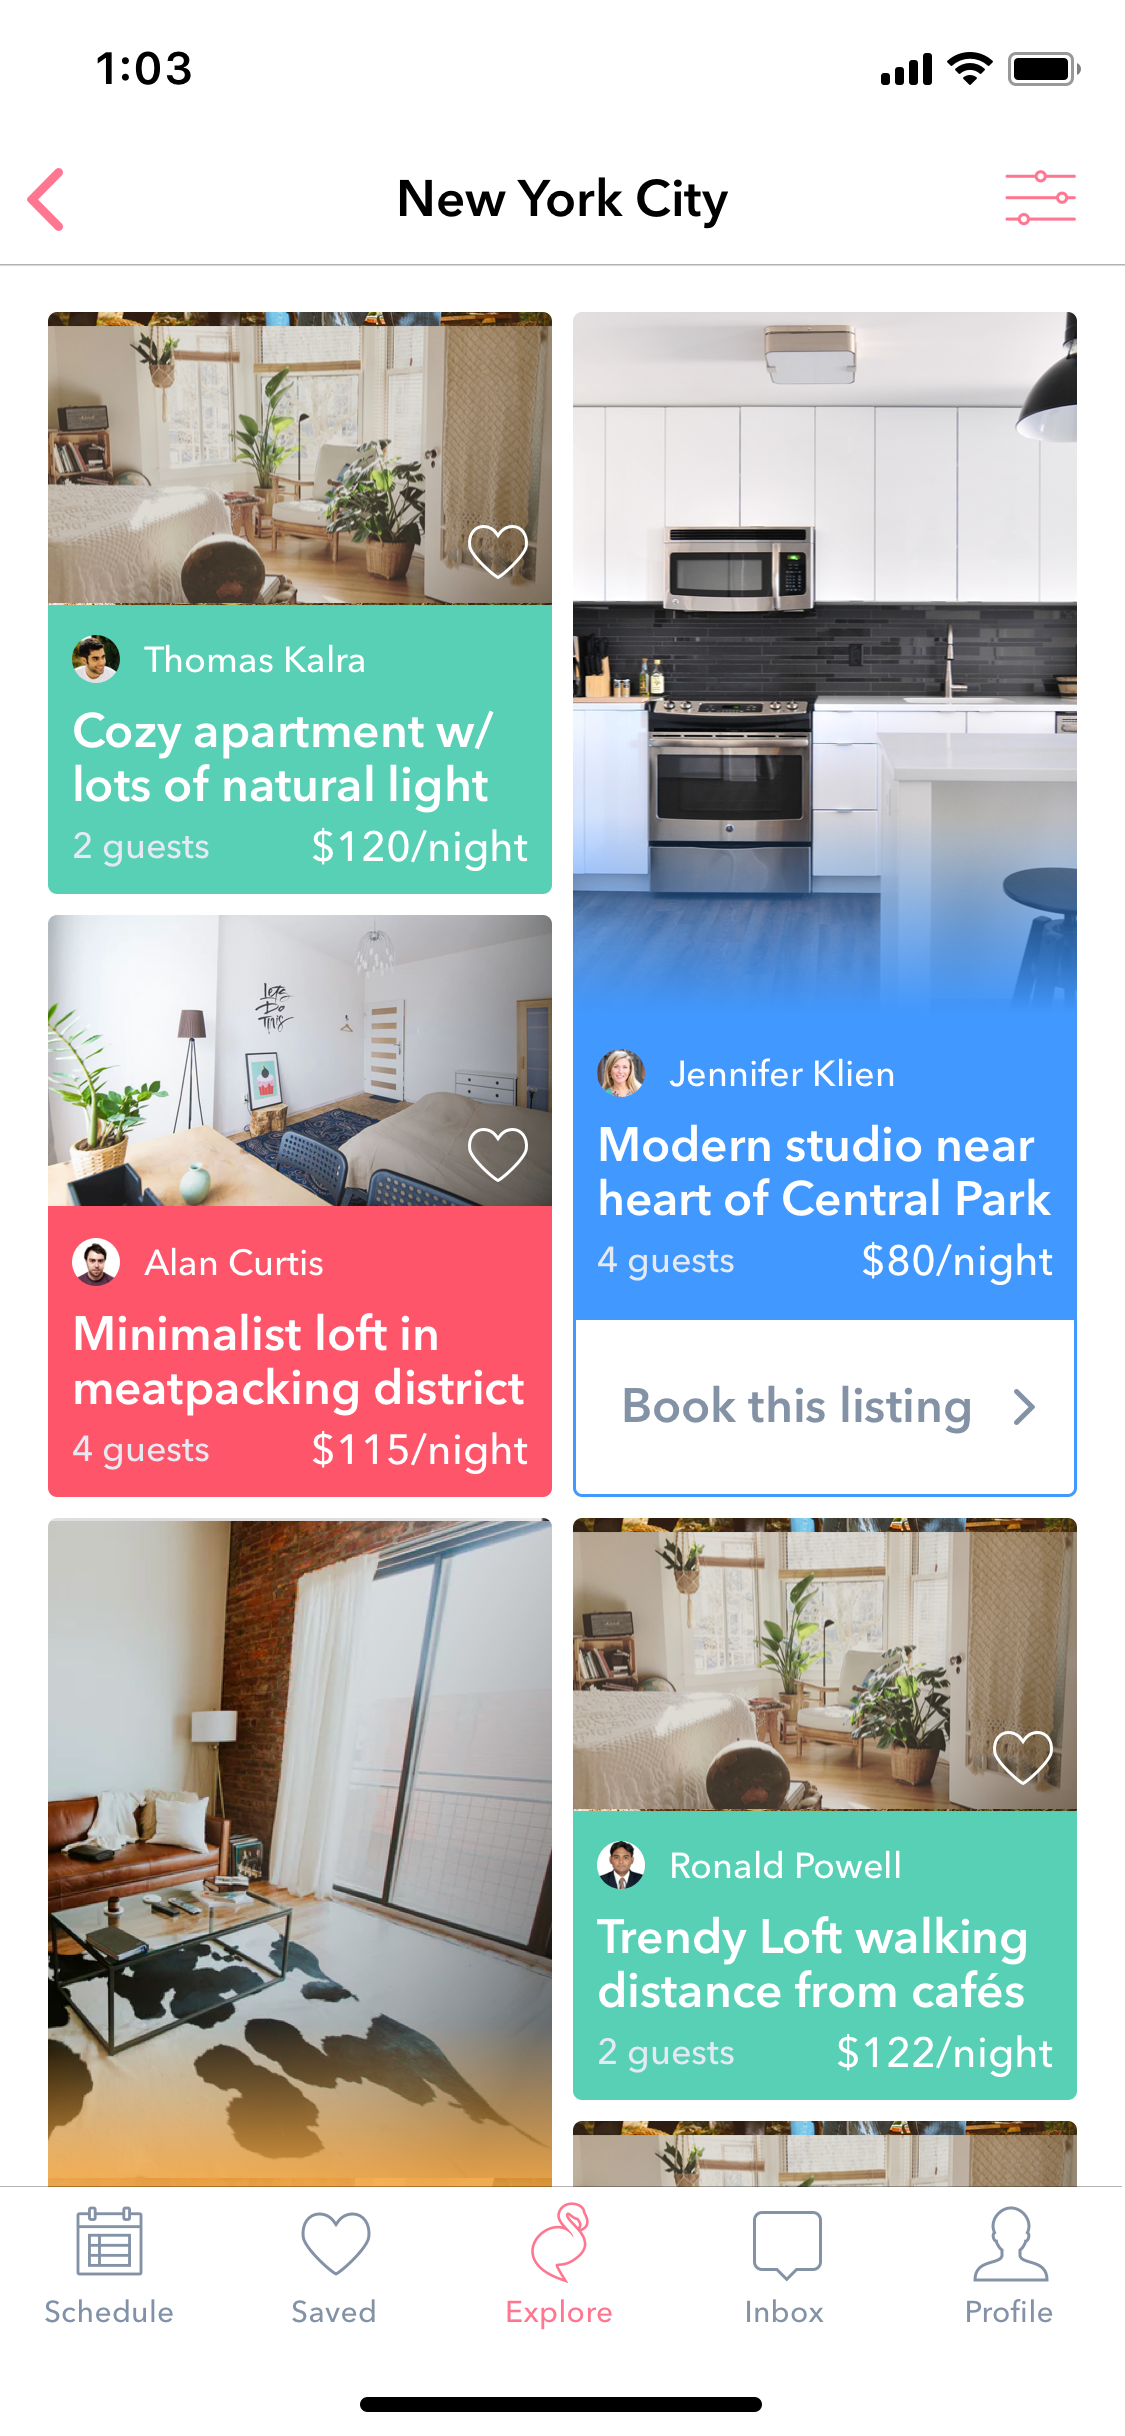 1:03
New York City
Thomas Kalra
Cozy apartment w/
lots of natural light
2 guests $120/night
Let's
Do
This
Alan Curtis
Minimalist loft in
meatpacking district
4 guests $115/night
Jennifer Klien
Modern studio near
heart of Central Park
4 guests $80/night
Book this listing
Ronald Powell
Trendy Loft walking
distance from cafés
2 guests $122/night
Schedule Saved Explore Inbox Profile